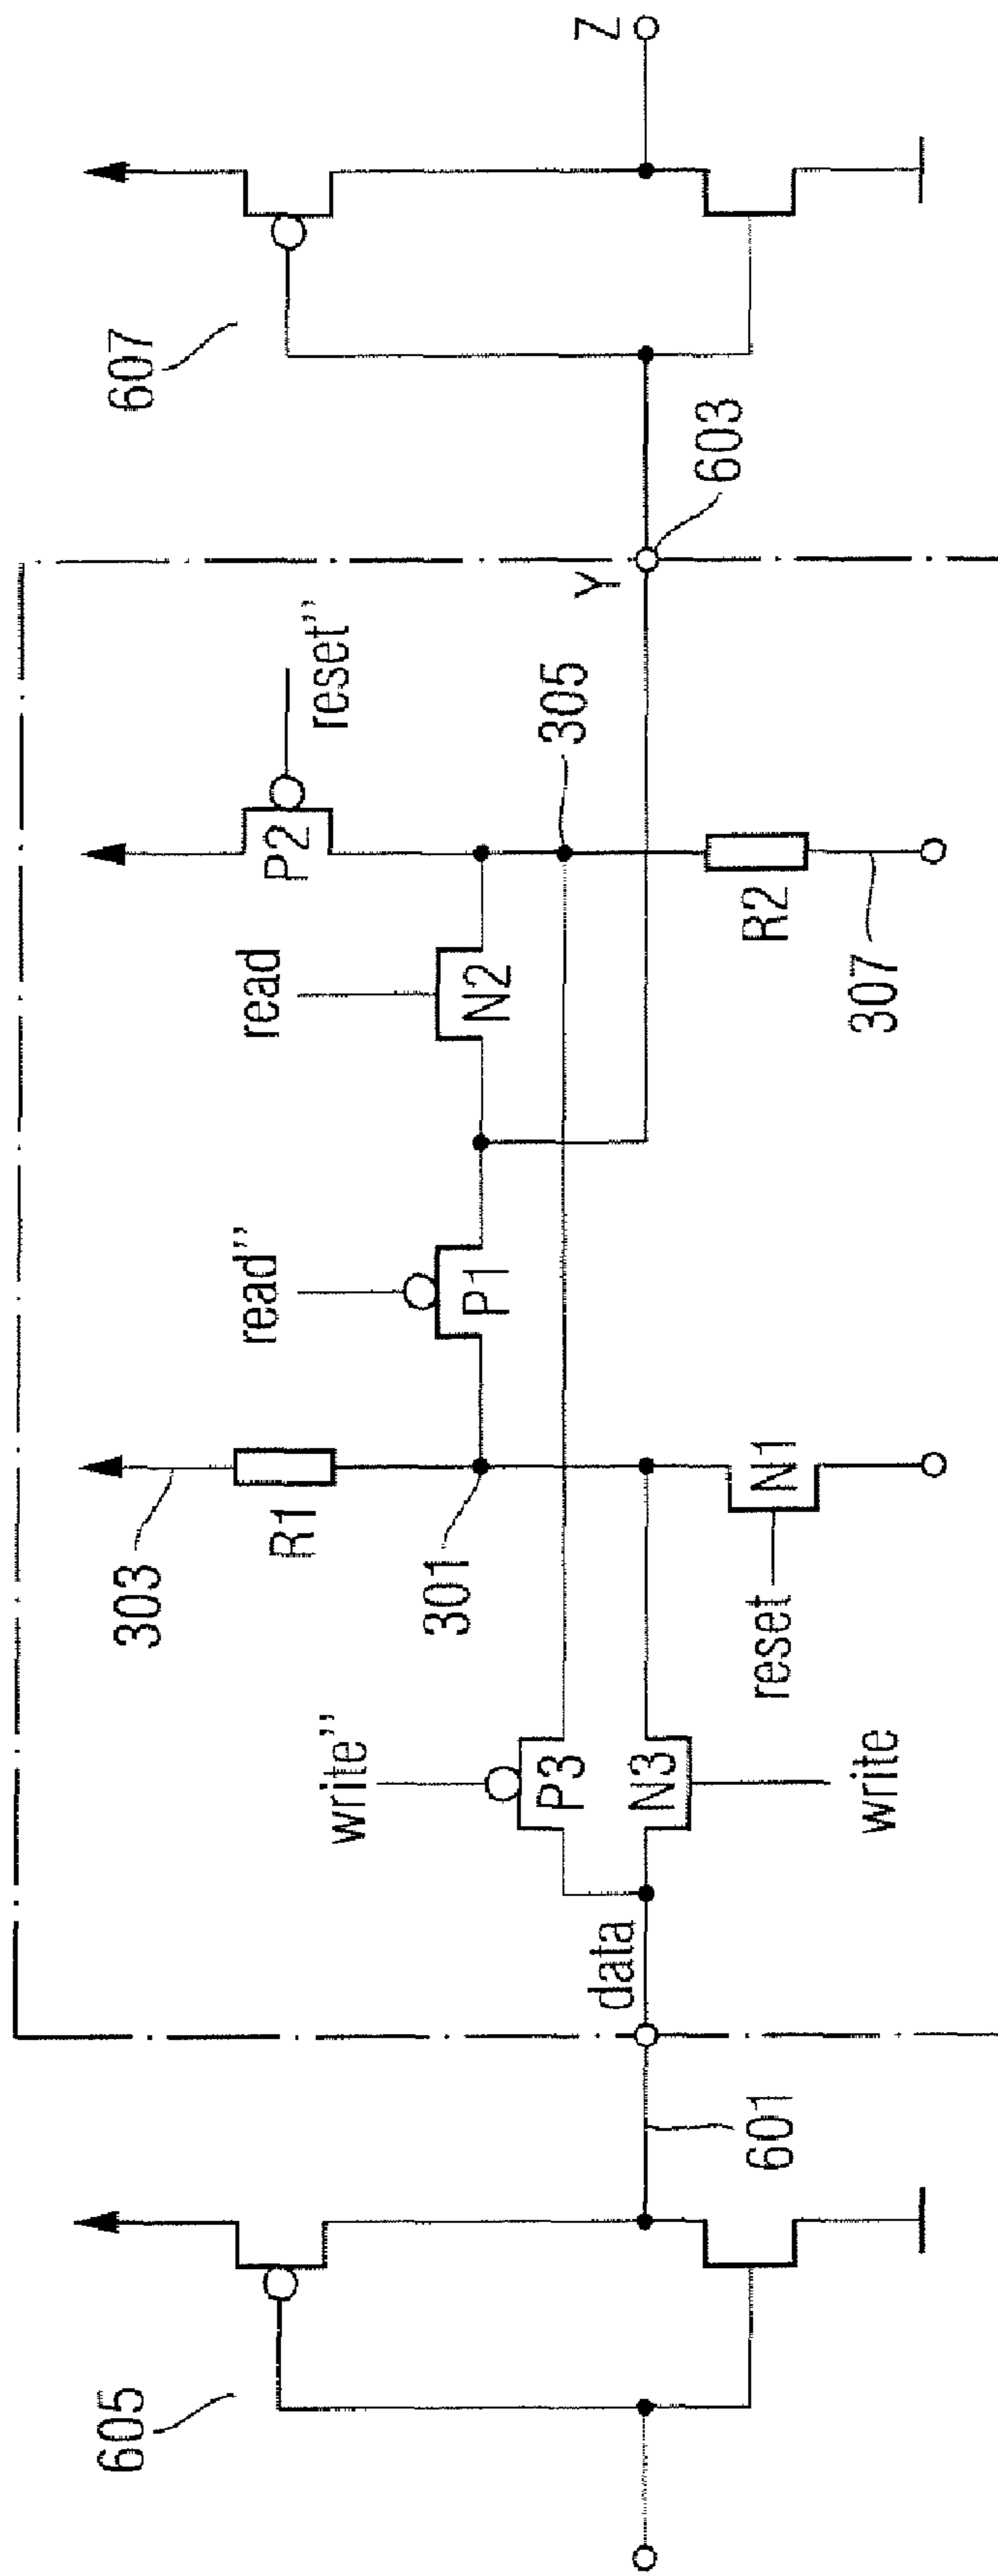 605
601
data
write''
P3
N3
write
303
R1
301
N1
reset
read''
P1
read
N2
P2
reset''
305
R2
307
Y
603
607
Z